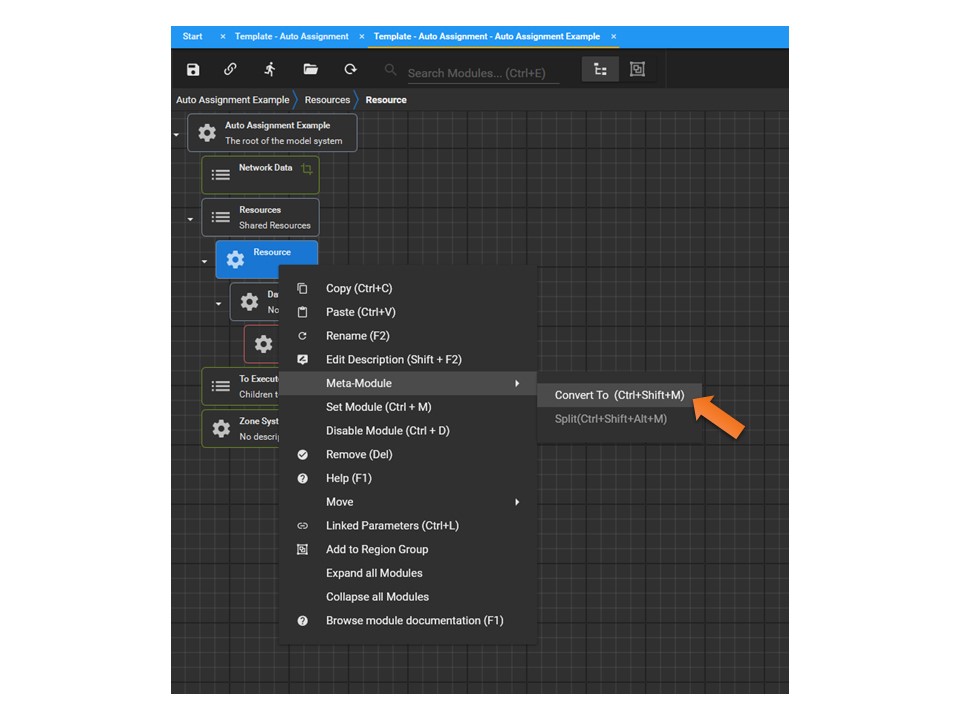 Start × Template - Auto Assignment × Template - Auto Assignment - Auto Assignment Example ×
Search Modules... (Ctrl+E)
Auto Assignment Example Resources Resource
Auto Assignment Example
The root of the model system
Network Data
Resources
Shared Resources
Resource
Da
No
To Execut
Children t
Zone Sys
No descri
Copy (Ctrl+C)
Paste (Ctrl+V)
Rename (F2)
Edit Description (Shift + F2)
Meta-Module
Set Module (Ctrl + M)
Disable Module (Ctrl + D)
Remove (Del)
Help (F1)
Move
Linked Parameters (Ctrl+L)
Add to Region Group
Expand all Modules
Collapse all Modules
Browse module documentation (F1)
Convert To (Ctrl+Shift+M)
Split(Ctrl+Shift+Alt+M)